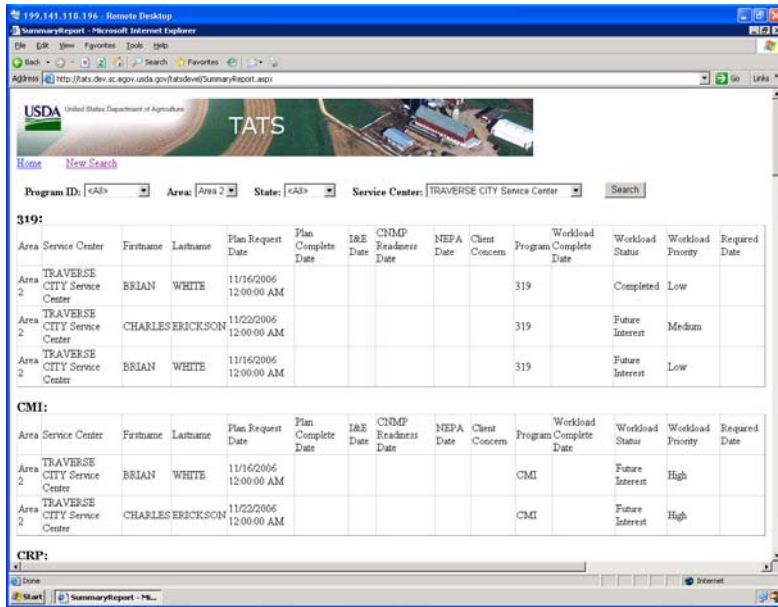 199.141.118.196 - Remote Desktop
SummaryReport - Microsoft Internet Explorer
File Edit View Favorites Tools Help
Back Search Favorites
Address http://tats.dev.sc.egov.usda.gov/tatsdevel/SummaryReport.aspx Go Links
USDA United States Department of Agriculture
TATS
Home New Search
Program ID: <All> Area: Area 2 State: <All> Service Center: TRAVERSE CITY Service Center Search
319:
Area Service Center Firstname Lastname Plan Request Date Plan Complete Date I&E Date CNMP Readiness Date NEPA Date Client Concern Program Workload Complete Date Workload Status Workload Priority Required Date
Area 2 TRAVERSE CITY Service Center BRIAN WHITE 11/16/2006 12:00:00 AM 319 Completed Low
Area 2 TRAVERSE CITY Service Center CHARLES ERICKSON 11/22/2006 12:00:00 AM 319 Future Interest Medium
Area 2 TRAVERSE CITY Service Center BRIAN WHITE 11/16/2006 12:00:00 AM 319 Future Interest Low
CMI:
Area Service Center Firstname Lastname Plan Request Date Plan Complete Date I&E Date CNMP Readiness Date NEPA Date Client Concern Program Workload Complete Date Workload Status Workload Priority Required Date
Area 2 TRAVERSE CITY Service Center BRIAN WHITE 11/16/2006 12:00:00 AM CMI Future Interest High
Area 2 TRAVERSE CITY Service Center CHARLES ERICKSON 11/22/2006 12:00:00 AM CMI Future Interest High
CRP:
Done Internet
Start SummaryReport - Mi...